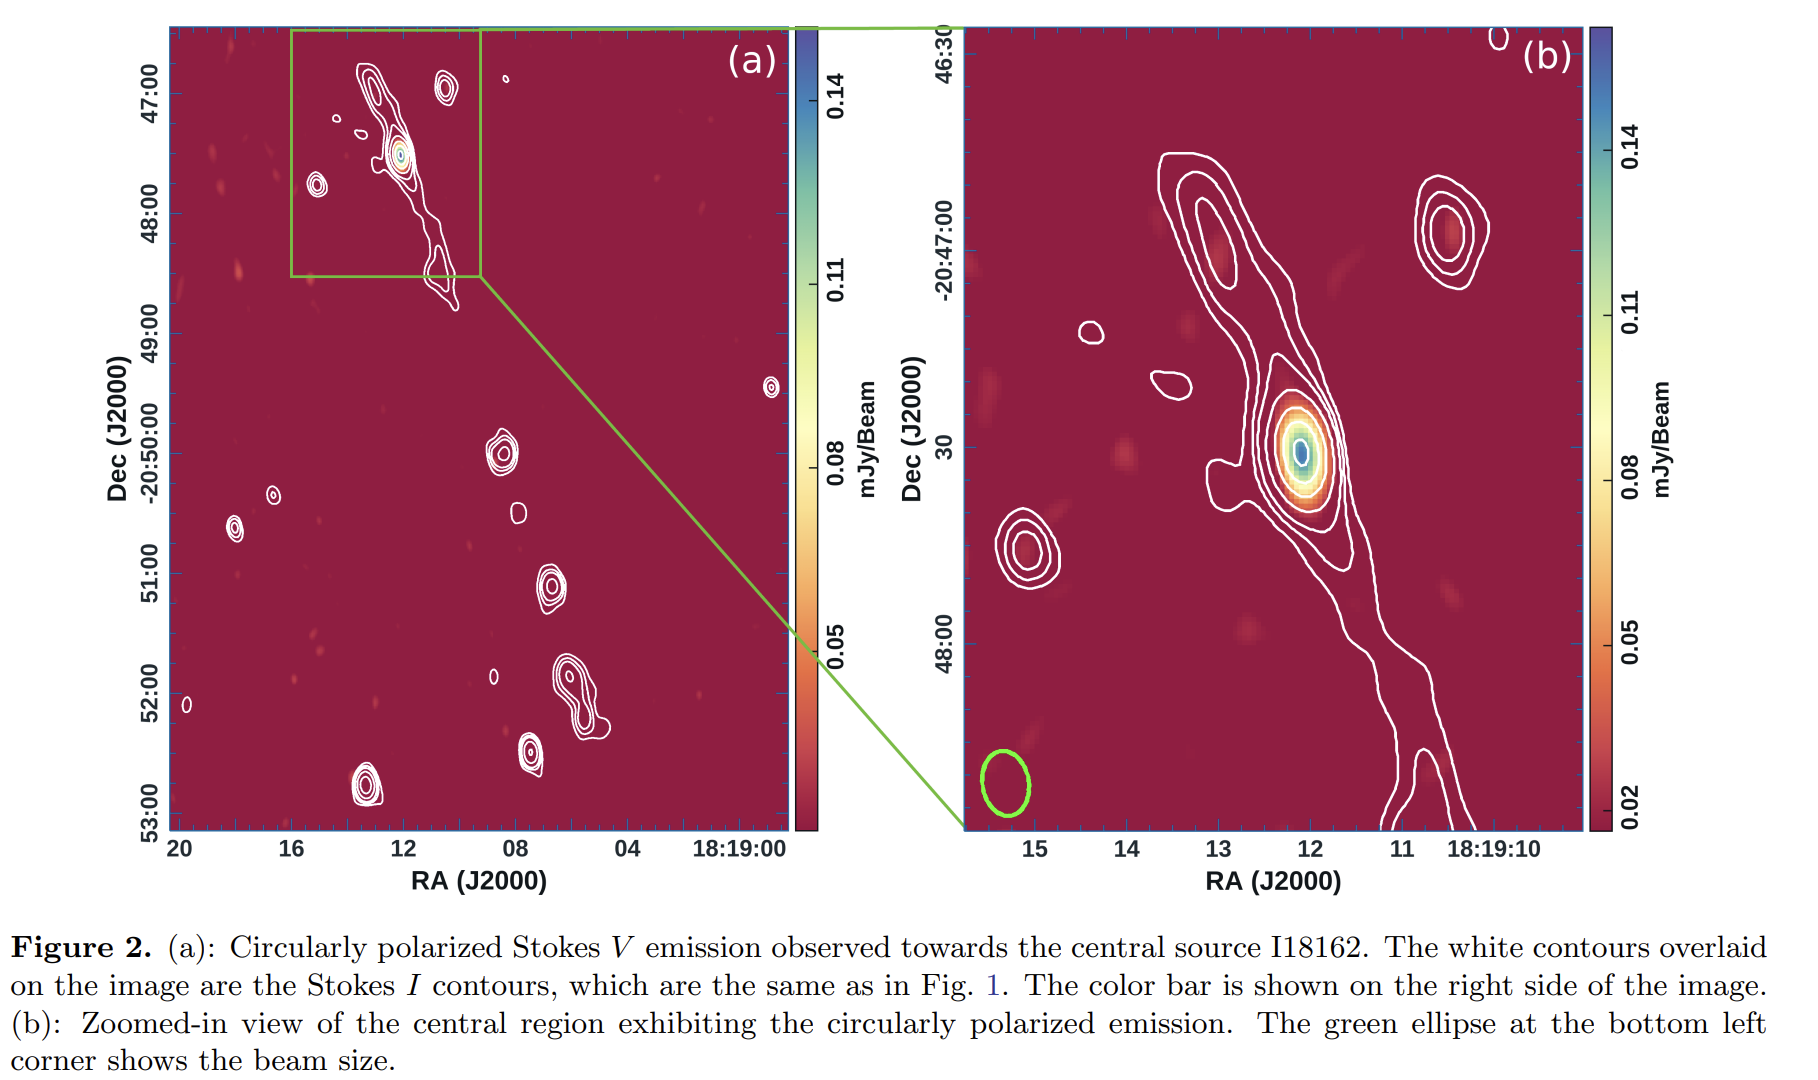 (a)
(b)
47:00
48:00
49:00
-20:50:00
51:00
52:00
53:00
Dec (J2000)
20
16
12
08
04
18:19:00
RA (J2000)
0.14
0.11
0.08
0.05
mJy/Beam
46:30
-20:47:00
30
48:00
Dec (J2000)
15
14
13
12
11
18:19:10
RA (J2000)
0.14
0.11
0.08
0.05
0.02
mJy/Beam
Figure 2. (a): Circularly polarized Stokes V emission observed towards the central source I18162. The white contours overlaid
on the image are the Stokes I contours, which are the same as in Fig. 1. The color bar is shown on the right side of the image.
(b): Zoomed-in view of the central region exhibiting the circularly polarized emission. The green ellipse at the bottom left
corner shows the beam size.